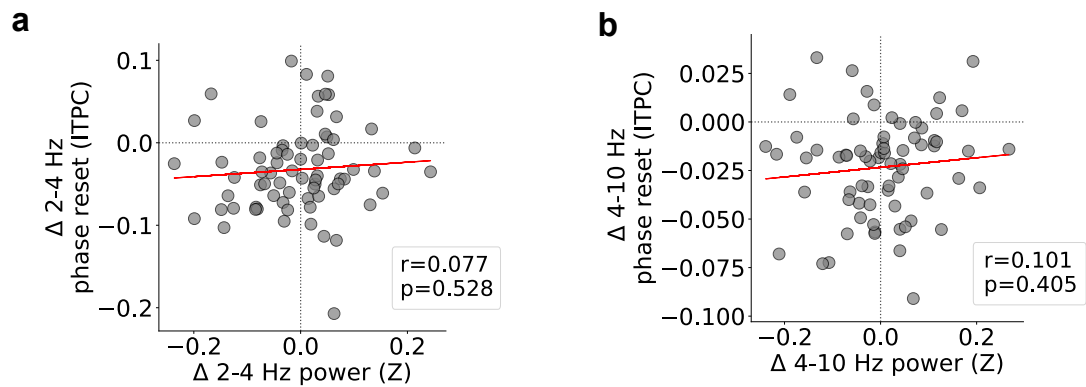 a
Δ 2-4 Hz
phase reset (ITPC)
0.1
0.0
−0.1
−0.2
r=0.077
p=0.528
−0.2
0.0
0.2
Δ 2-4 Hz power (Z)
b
Δ 4-10 Hz
phase reset (ITPC)
0.025
0.000
−0.025
−0.050
−0.075
−0.100
r=0.101
p=0.405
−0.2
0.0
0.2
Δ 4-10 Hz power (Z)